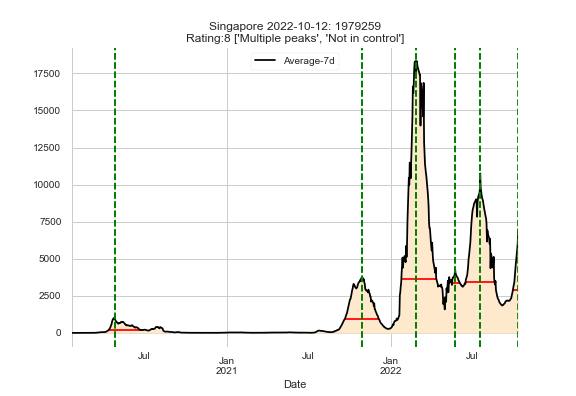 Singapore 2022-10-12: 1979259
Rating:8 ['Multiple peaks', 'Not in control']
Average-7d
17500
15000
12500
10000
7500
5000
2500
0
Jul
Jan
2021
Jul
Jan
2022
Jul
Date